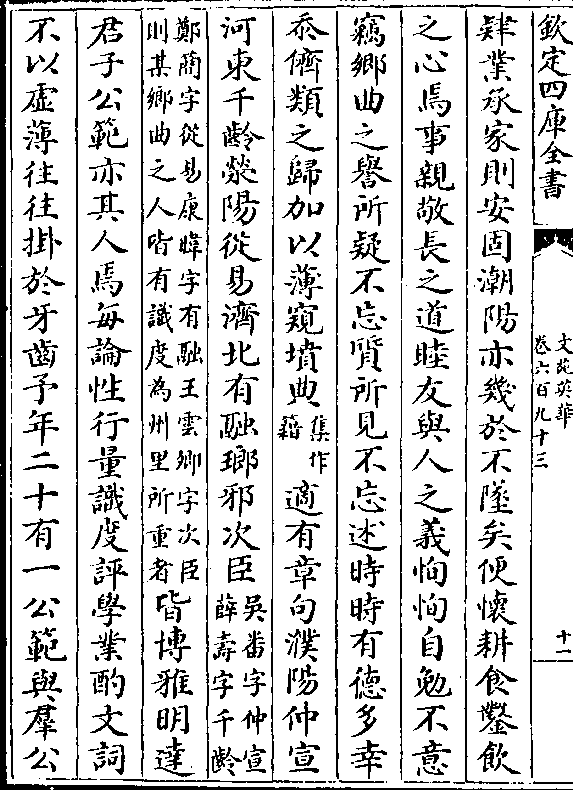 欽定四庫全書
文苑英華
卷六百九十三
十一
肄業承家則安固潮陽亦幾於不墜矣便懷耕食鑿飲
之心焉事親敬長之道睦友與人之義恂恂自勉不意
竊鄉曲之譽所疑不忘質所見不忘述時時有德多幸
忝儕類之歸加以薄窺墳典集作籍適有章句濮陽仲宣
河東千齡滎陽從易濟北有融瑯邪次臣吳畨字仲宣薛壽字千齡
鄭蕑字從易康暐字有融王雲卿字次臣則某鄉曲之人皆有識度為州里所重者皆博雅明達
君子公範亦其人焉每論性行量識度評學業酌文詞
不以虛薄往往掛於牙齒予年二十有一公範與羣公